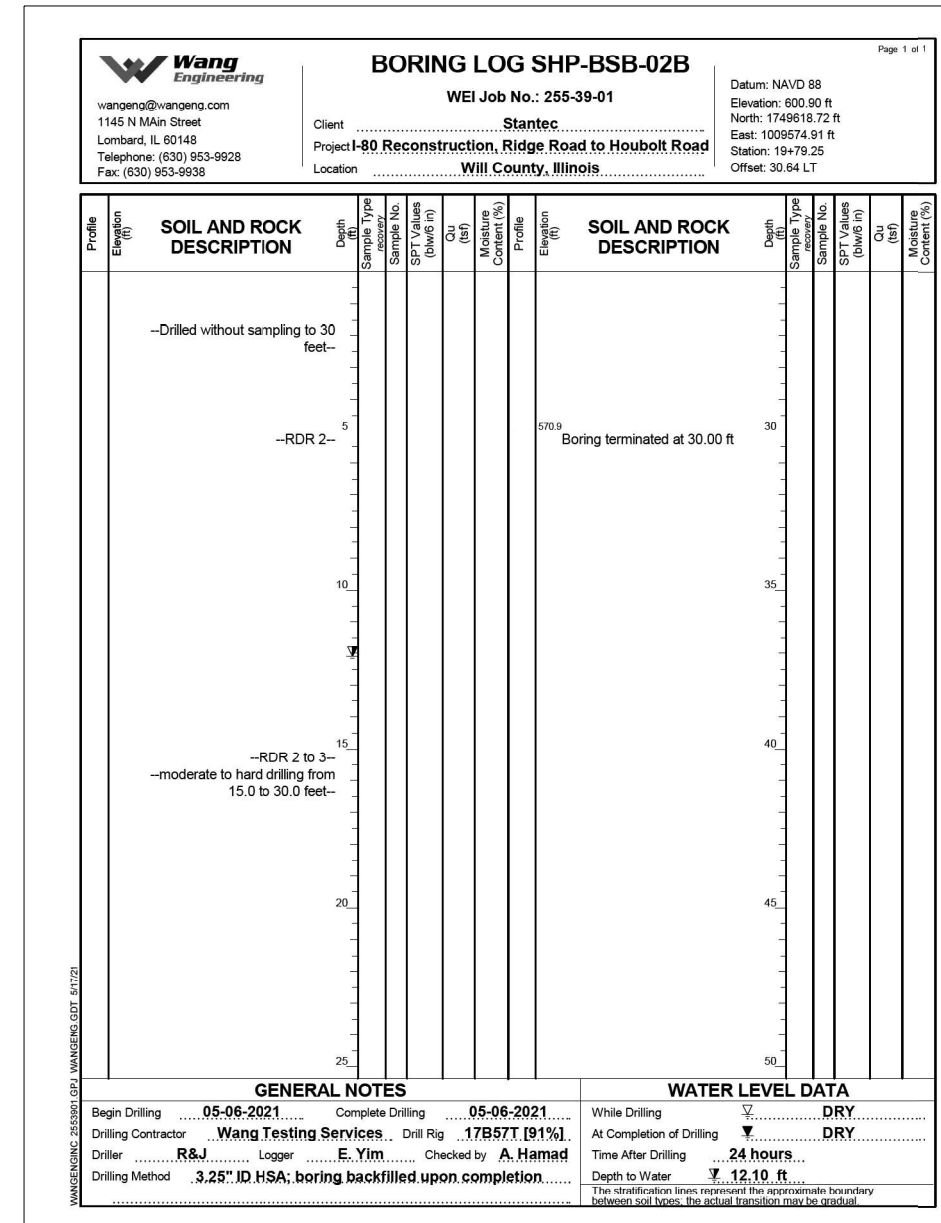 Page 1 of 1
Wang
Engineering
wangeng@wangeng.com
1145 N MAin Street
Lombard, IL 60148
Telephone: (630) 953-9928
Fax: (630) 953-9938
BORING LOG SHP-BSB-02B
WEI Job No.: 255-39-01
Client Stantec
Project I-80 Reconstruction, Ridge Road to Houbolt Road
Location Will County, Illinois
Datum: NAVD 88
Elevation: 600.90 ft
North: 1749618.72 ft
East: 1009574.91 ft
Station: 19+79.25
Offset: 30.64 LT
Profile
Elevation
(ft)
SOIL AND ROCK
DESCRIPTION
Depth
(ft)
Sample Type
recovery
Sample No.
SPT Values
(blw/6 in)
Qu
(tsf)
Moisture
Content (%)
Profile
Elevation
(ft)
SOIL AND ROCK
DESCRIPTION
Depth
(ft)
Sample Type
recovery
Sample No.
SPT Values
(blw/6 in)
Qu
(tsf)
Moisture
Content (%)
--Drilled without sampling to 30
feet--
5
--RDR 2--
10
15
--RDR 2 to 3--
--moderate to hard drilling from
15.0 to 30.0 feet--
20
25
570.9
Boring terminated at 30.00 ft
30
35
40
45
50
GENERAL NOTES
Begin Drilling 05-06-2021 Complete Drilling 05-06-2021
Drilling Contractor Wang Testing Services Drill Rig 17B57T [91%]
Driller R&J Logger E. Yim Checked by A. Hamad
Drilling Method 3.25" ID HSA; boring backfilled upon completion
WATER LEVEL DATA
While Drilling DRY
At Completion of Drilling DRY
Time After Drilling 24 hours
Depth to Water 12.10 ft
The stratification lines represent the approximate boundary
between soil types; the actual transition may be gradual.
WANGENGINC 2553901.GPJ WANGENG.GDT 5/17/21